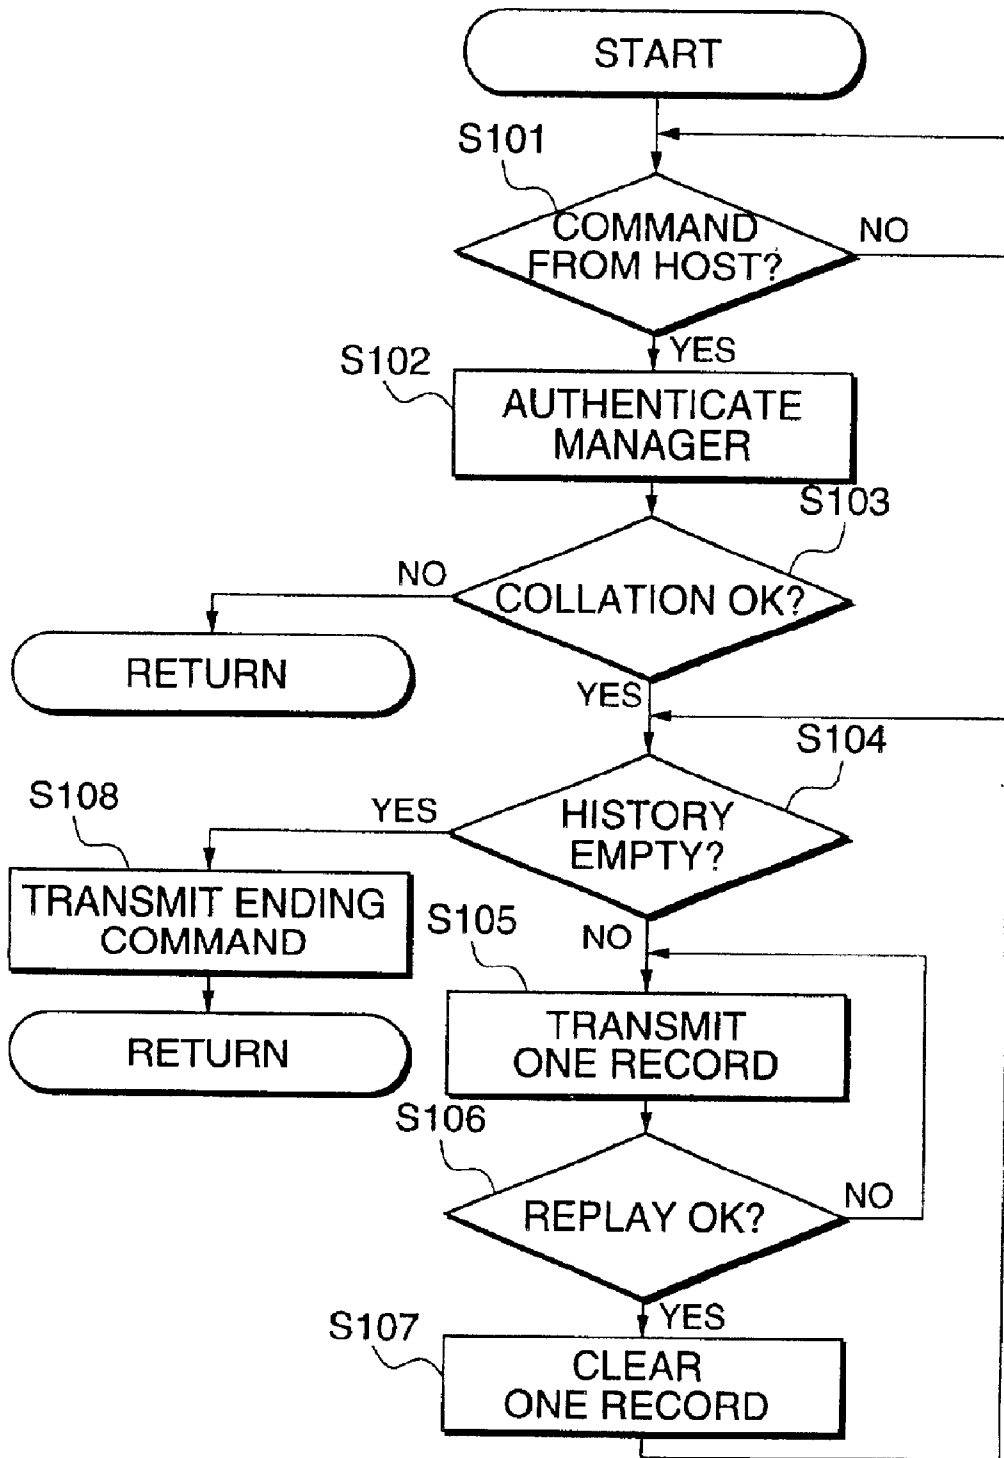 START
S101
COMMAND
FROM HOST?
NO
YES
S102
AUTHENTICATE
MANAGER
S103
NO
COLLATION OK?
RETURN
YES
S104
S108
YES
HISTORY
EMPTY?
TRANSMIT ENDING
COMMAND
S105
NO
RETURN
TRANSMIT
ONE RECORD
S106
REPLAY OK?
NO
YES
S107
CLEAR
ONE RECORD